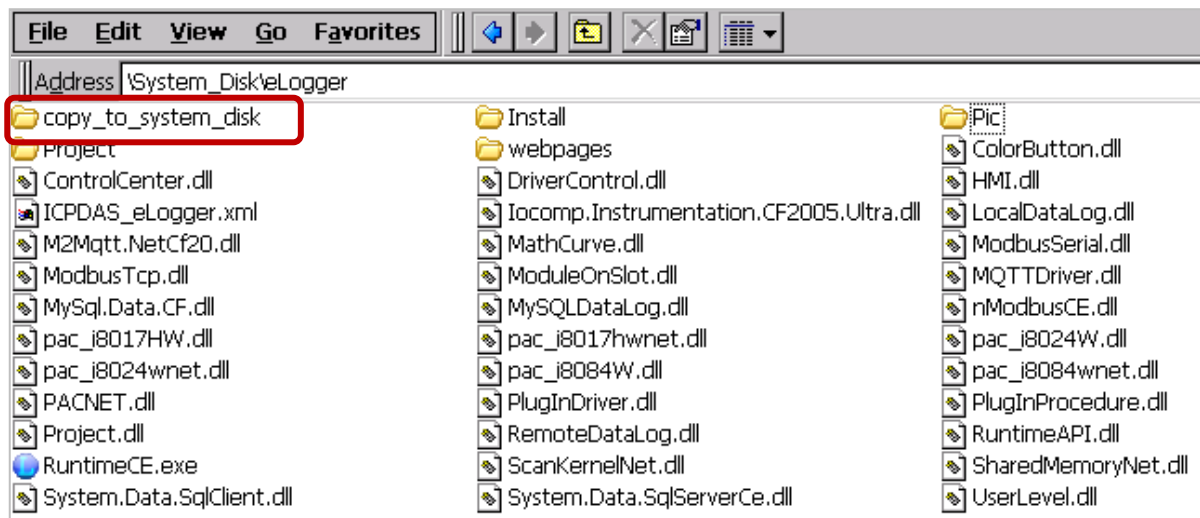 File Edit View Go Favorites
Address \System_Disk\eLogger
copy_to_system_disk Install Pic
Project webpages ColorButton.dll
ControlCenter.dll DriverControl.dll HMI.dll
ICPDAS_eLogger.xml Iocomp.Instrumentation.CF2005.Ultra.dll LocalDataLog.dll
M2Mqtt.NetCf20.dll MathCurve.dll ModbusSerial.dll
ModbusTcp.dll ModuleOnSlot.dll MQTTDriver.dll
MySql.Data.CF.dll MySQLDataLog.dll nModbusCE.dll
pac_i8017HW.dll pac_i8017hwnet.dll pac_i8024W.dll
pac_i8024wnet.dll pac_i8084W.dll pac_i8084wnet.dll
PACNET.dll PlugInDriver.dll PlugInProcedure.dll
Project.dll RemoteDataLog.dll RuntimeAPI.dll
RuntimeCE.exe ScanKernelNet.dll SharedMemoryNet.dll
System.Data.SqlClient.dll System.Data.SqlServerCe.dll UserLevel.dll